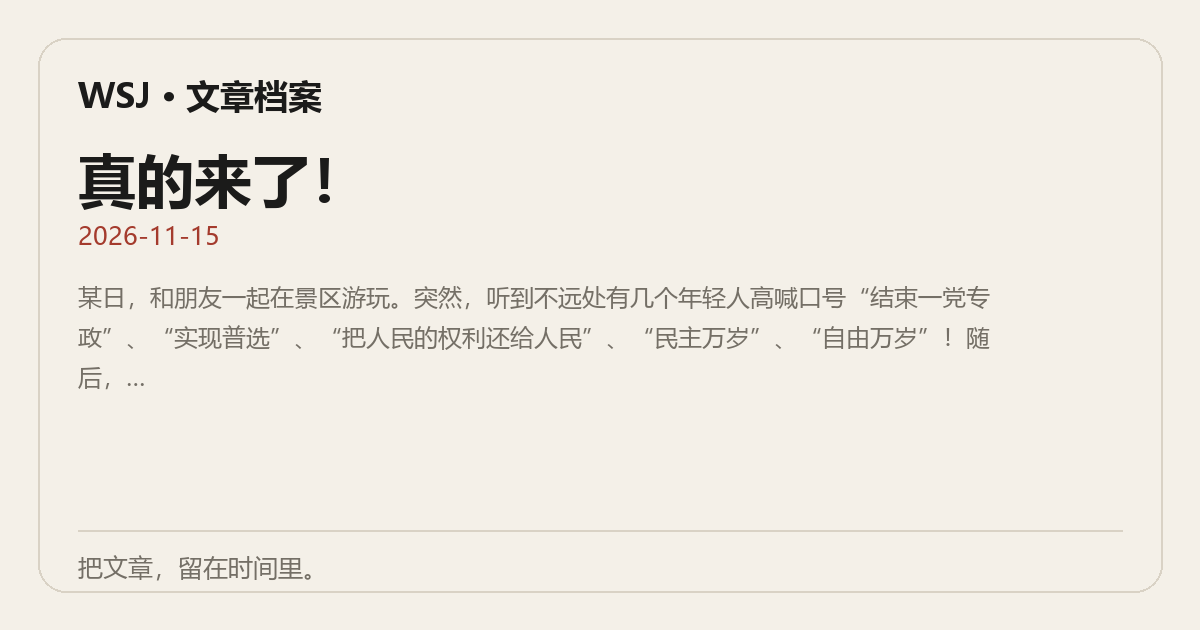 WSJ · 文章档案
真的来了！
2026-11-15
某日，和朋友一起在景区游玩。突然，听到不远处有几个年轻人高喊口号“结束一党专
政”、“实现普选”、“把人民的权利还给人民”、“民主万岁”、“自由万岁”！随
后，…
把文章，留在时间里。